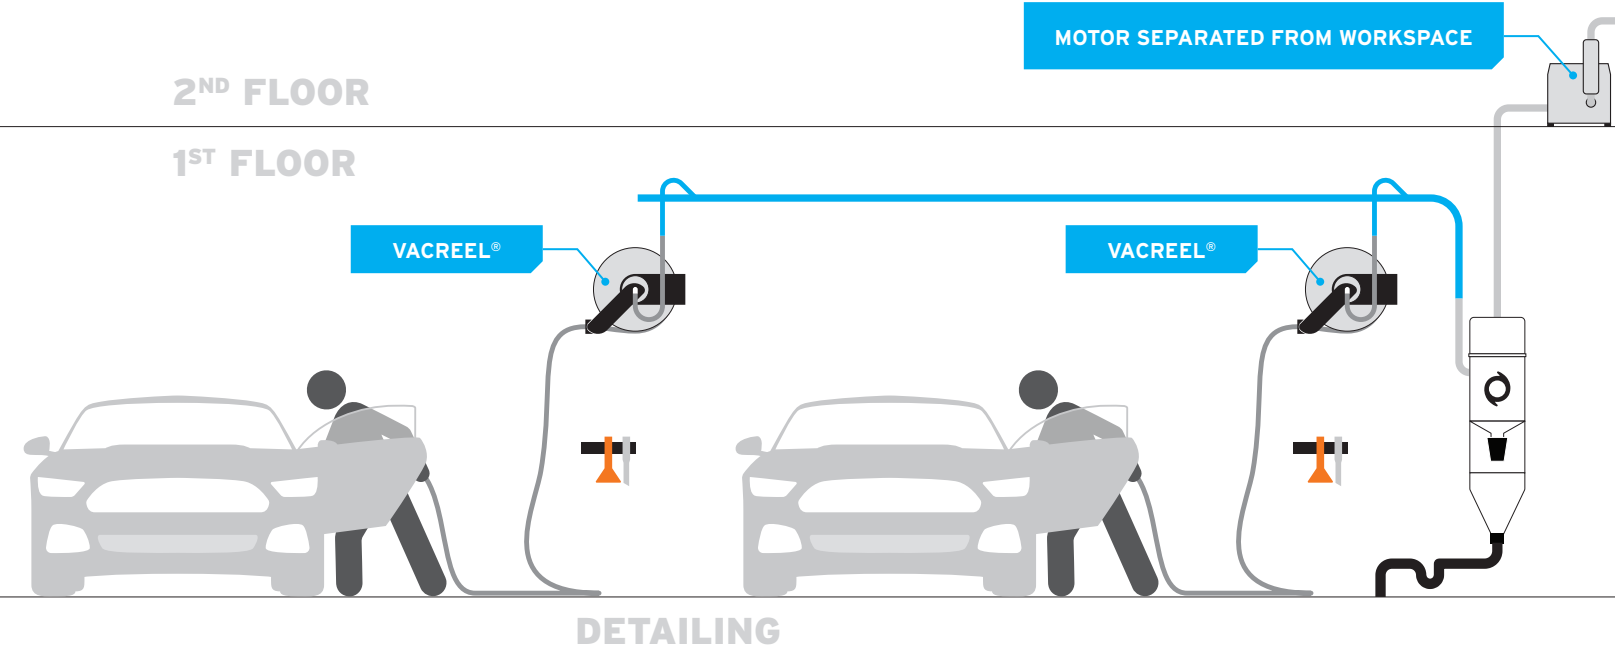 MOTOR SEPARATED FROM WORKSPACE
2ND FLOOR
1ST FLOOR
VACREEL®
VACREEL®
DETAILING